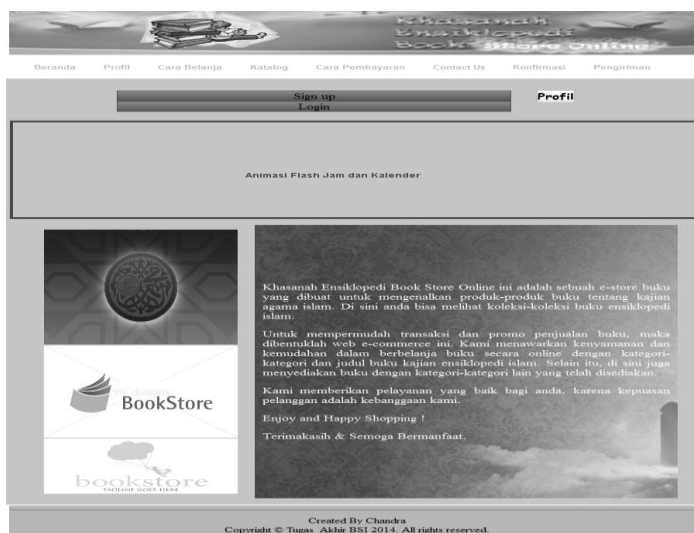 Khasanah
Ensiklopedi
Book Store Online
Beranda Profil Cara Belanja Katalog Cara Pembayaran Contact Us Konfirmasi Pengiriman
Sign up
Login
Profil
Animasi Flash Jam dan Kalender
BookStore
bookstore
TAGLINE GOES HERE
Khasanah Ensiklopedi Book Store Online ini adalah sebuah e-store buku
yang dibuat untuk mengenalkan produk-produk buku tentang kajian
agama islam. Di sini anda bisa melihat koleksi-koleksi buku ensiklopedi
islam.
Untuk mempermudah transaksi dan promo penjualan buku, maka
dibentuklah web e-commerce ini. Kami menawarkan kenyamanan dan
kemudahan dalam berbelanja buku secara online dengan kategori-
kategori dan judul buku kajian ensiklopedi islam. Selain itu, di sini juga
menyediakan buku dengan kategori-kategori lain yang telah disediakan.
Kami memberikan pelayanan yang baik bagi anda, karena kepuasan
pelanggan adalah kebanggaan kami.
Enjoy and Happy Shopping !
Terimakasih & Semoga Bermanfaat.
Created By Chandra
Copyright © Tugas Akhir BSI 2014. All rights reserved.